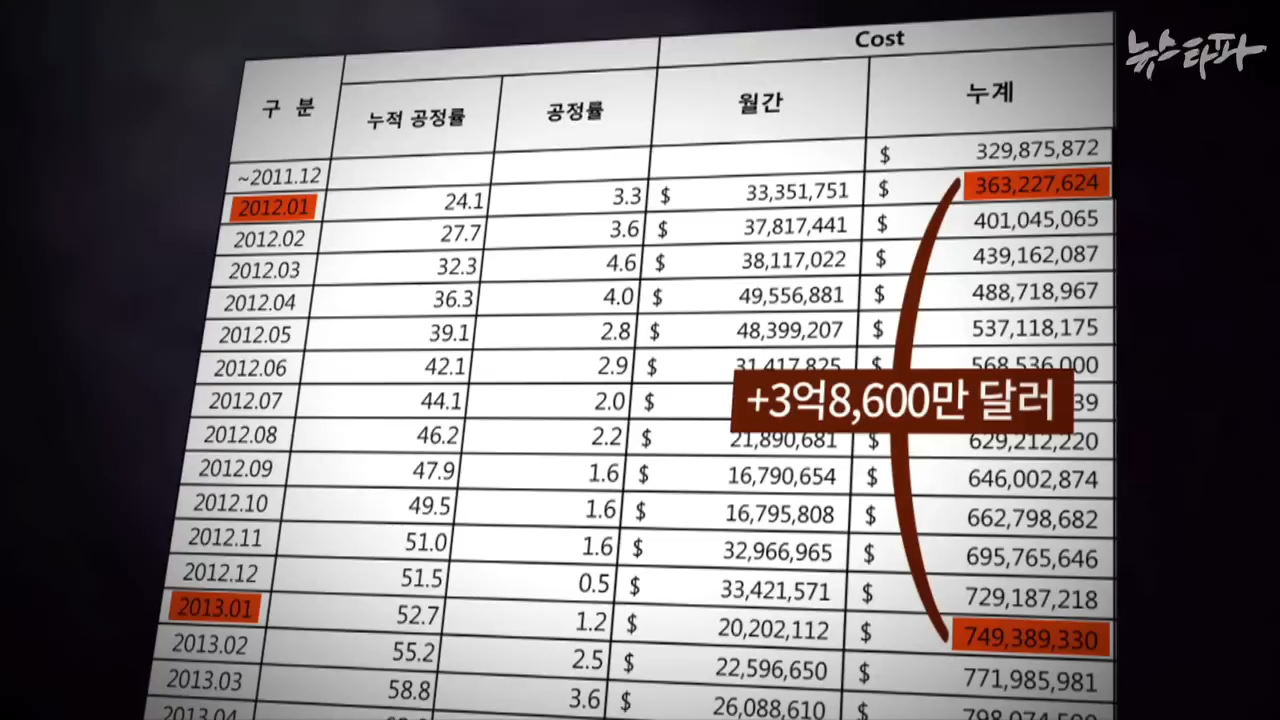 뉴스타파
Cost
구 분 누적 공정률 공정률 월간 누계
~2011.12 $ 329,875,872
2012.01 24.1 3.3 $ 33,351,751 $ 363,227,624
2012.02 27.7 3.6 $ 37,817,441 $ 401,045,065
2012.03 32.3 4.6 $ 38,117,022 $ 439,162,087
2012.04 36.3 4.0 $ 49,556,881 $ 488,718,967
2012.05 39.1 2.8 $ 48,399,207 $ 537,118,175
2012.06 42.1 2.9 $ 31,417,825 $ 568,536,000
2012.07 44.1 2.0 $ 39
+3억8,600만 달러
2012.08 46.2 2.2 $ 21,890,681 $ 629,212,220
2012.09 47.9 1.6 $ 16,790,654 $ 646,002,874
2012.10 49.5 1.6 $ 16,795,808 $ 662,798,682
2012.11 51.0 1.6 $ 32,966,965 $ 695,765,646
2012.12 51.5 0.5 $ 33,421,571 $ 729,187,218
2013.01 52.7 1.2 $ 20,202,112 $ 749,389,330
2013.02 55.2 2.5 $ 22,596,650 $ 771,985,981
2013.03 58.8 3.6 $ 26,088,610 $
2013.04